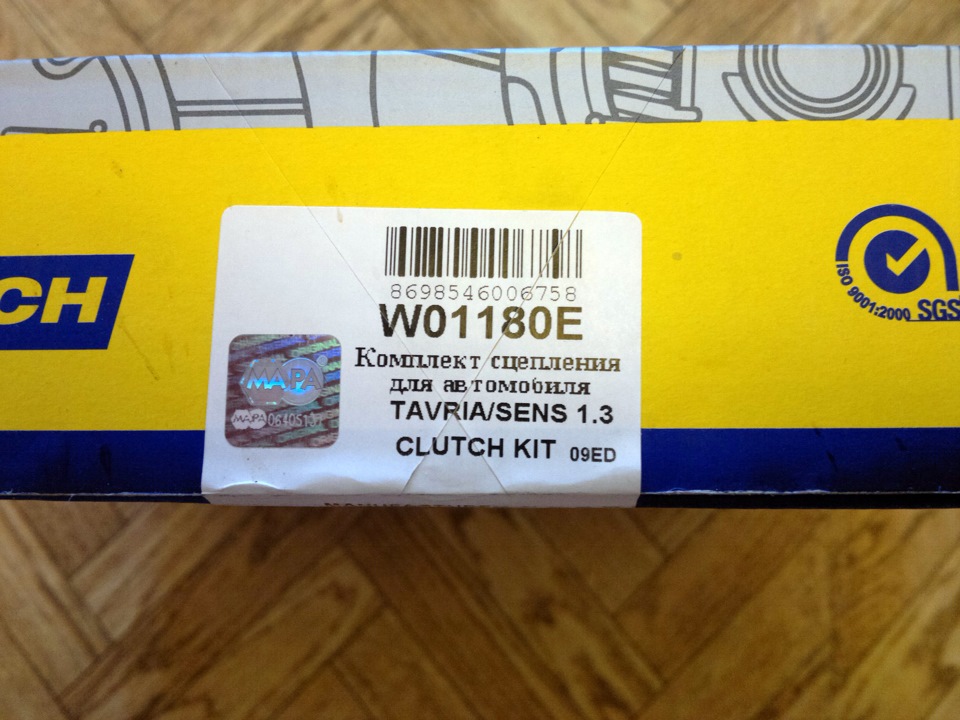 CH
8698546006758
W01180E
Комплект сцепления
для автомобиля
TAVRIA/SENS 1.3
CLUTCH KIT 09ED
MAPA
MAPA
ISO 9001:2000 SGS